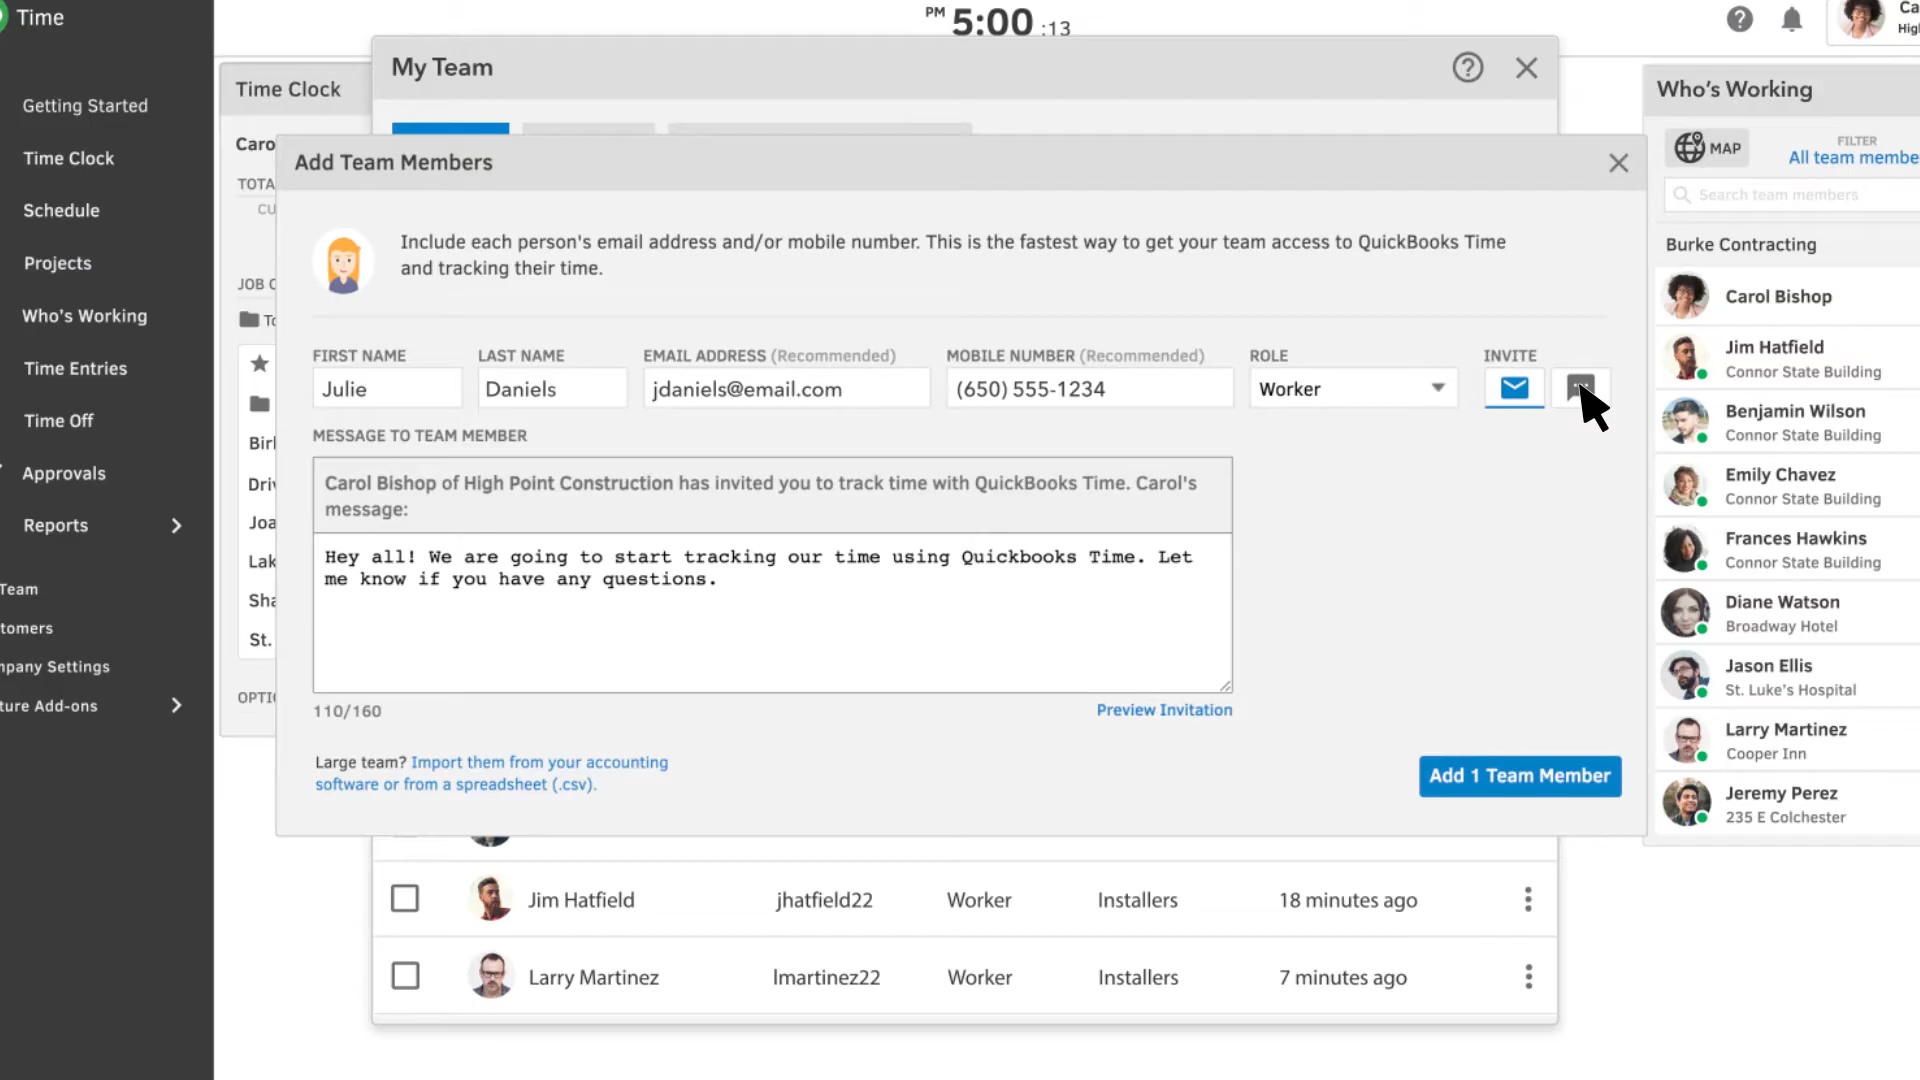 Time
PM 5:00 :13
Ca
Hig
Getting Started
Time Clock
Schedule
Projects
Who's Working
Time Entries
Time Off
Approvals
Reports
Team
tomers
mpany Settings
ture Add-ons
Time Clock
Caro
TOTA
CU
JOB C
To
Birl
Driv
Joa
Lak
Sha
St.
OPTI
My Team
Add Team Members
Include each person's email address and/or mobile number. This is the fastest way to get your team access to QuickBooks Time
and tracking their time.
FIRST NAME LAST NAME EMAIL ADDRESS (Recommended) MOBILE NUMBER (Recommended) ROLE INVITE
Julie Daniels jdaniels@email.com (650) 555-1234 Worker
MESSAGE TO TEAM MEMBER
Carol Bishop of High Point Construction has invited you to track time with QuickBooks Time. Carol's
message:
Hey all! We are going to start tracking our time using Quickbooks Time. Let
me know if you have any questions.
110/160 Preview Invitation
Large team? Import them from your accounting
software or from a spreadsheet (.csv).
Add 1 Team Member
Jim Hatfield jhatfield22 Worker Installers 18 minutes ago
Larry Martinez lmartinez22 Worker Installers 7 minutes ago
Who's Working
MAP
FILTER
All team membe
Search team members
Burke Contracting
Carol Bishop
Jim Hatfield
Connor State Building
Benjamin Wilson
Connor State Building
Emily Chavez
Connor State Building
Frances Hawkins
Connor State Building
Diane Watson
Broadway Hotel
Jason Ellis
St. Luke's Hospital
Larry Martinez
Cooper Inn
Jeremy Perez
235 E Colchester